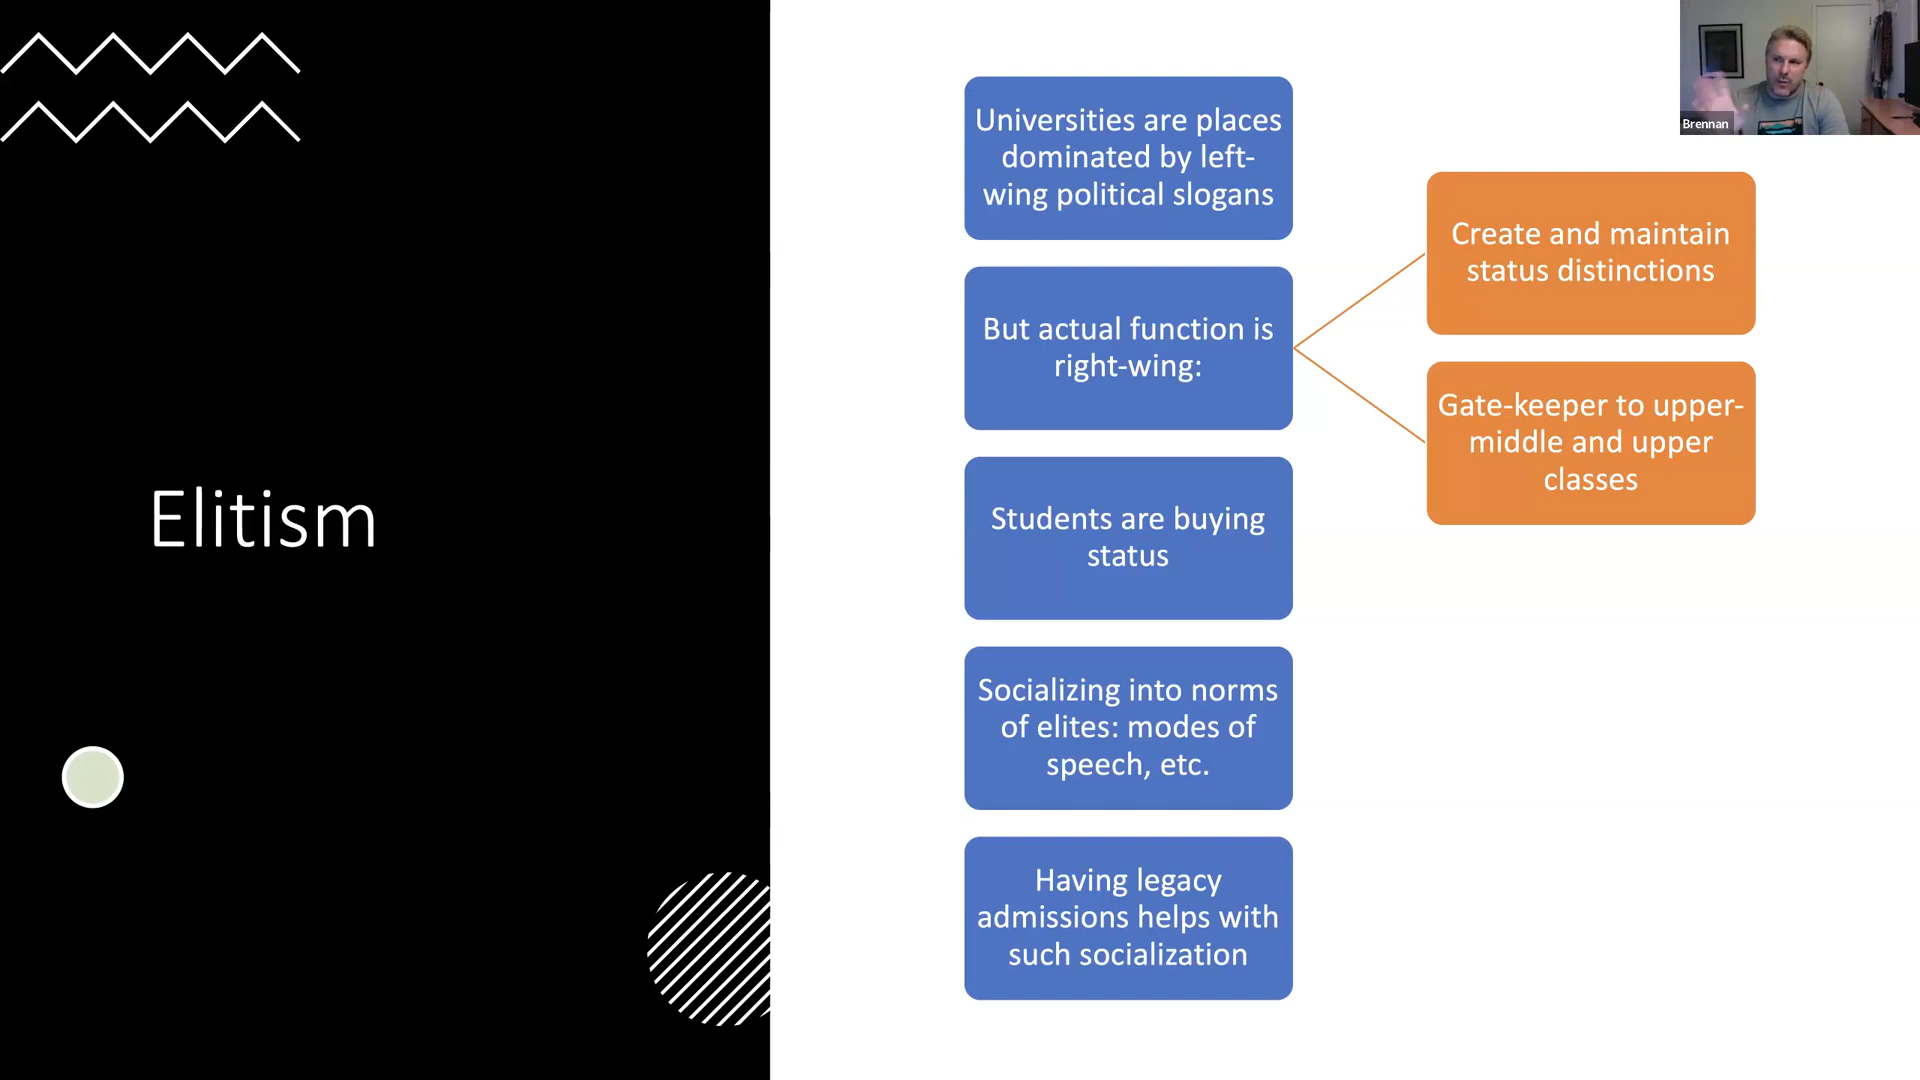 Elitism
Universities are places
dominated by left-
wing political slogans
But actual function is
right-wing:
Create and maintain
status distinctions
Gate-keeper to upper-
middle and upper
classes
Students are buying
status
Socializing into norms
of elites: modes of
speech, etc.
Having legacy
admissions helps with
such socialization
Brennan